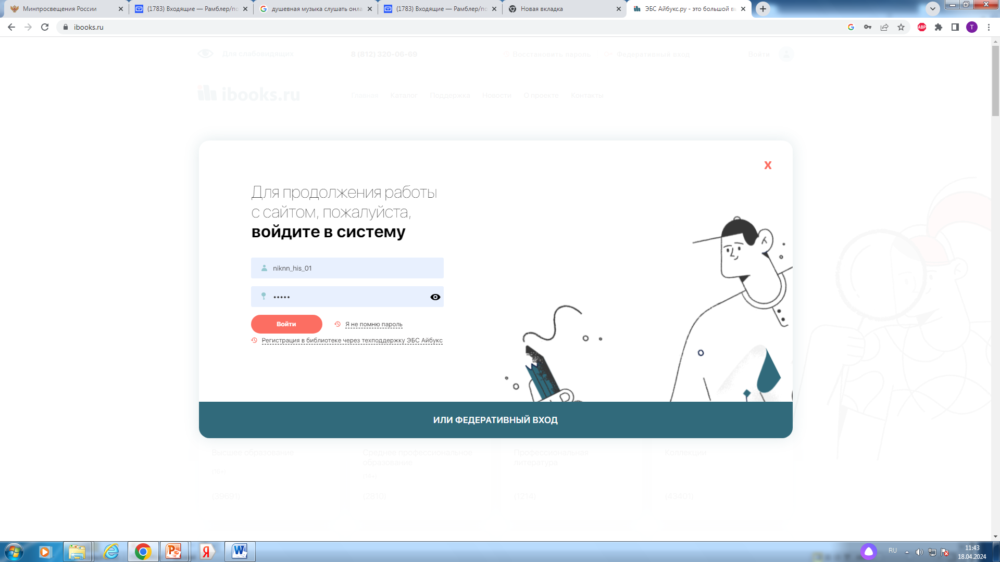 Минпросвещения России
(1783) Входящие — Рамблер/по
душевная музыка слушать онла
(1783) Входящие — Рамблер/по
Новая вкладка
ЭБС Айбукс.ру - это большой вы
ibooks.ru
ABP
T
Для слабовидящих
8 (812) 320-06-69
Восстановить пароль
Федеративный вход
Войти
ibooks.ru
Главная
Каталог
Поддержка
Новости
О проекте
Контакты
X
Для продолжения работы
с сайтом, пожалуйста,
войдите в систему
niknn_his_01
•••••
Войти
Я не помню пароль
Регистрация в библиотеке через техподдержку ЭБС Айбукс
ИЛИ ФЕДЕРАТИВНЫЙ ВХОД
Высшее образование
Среднее профессиональное
образование
Профессиональная
литература
Коллекции
(39691)
(2810)
(1214)
(43401)
RU
11:43
18.04.2024